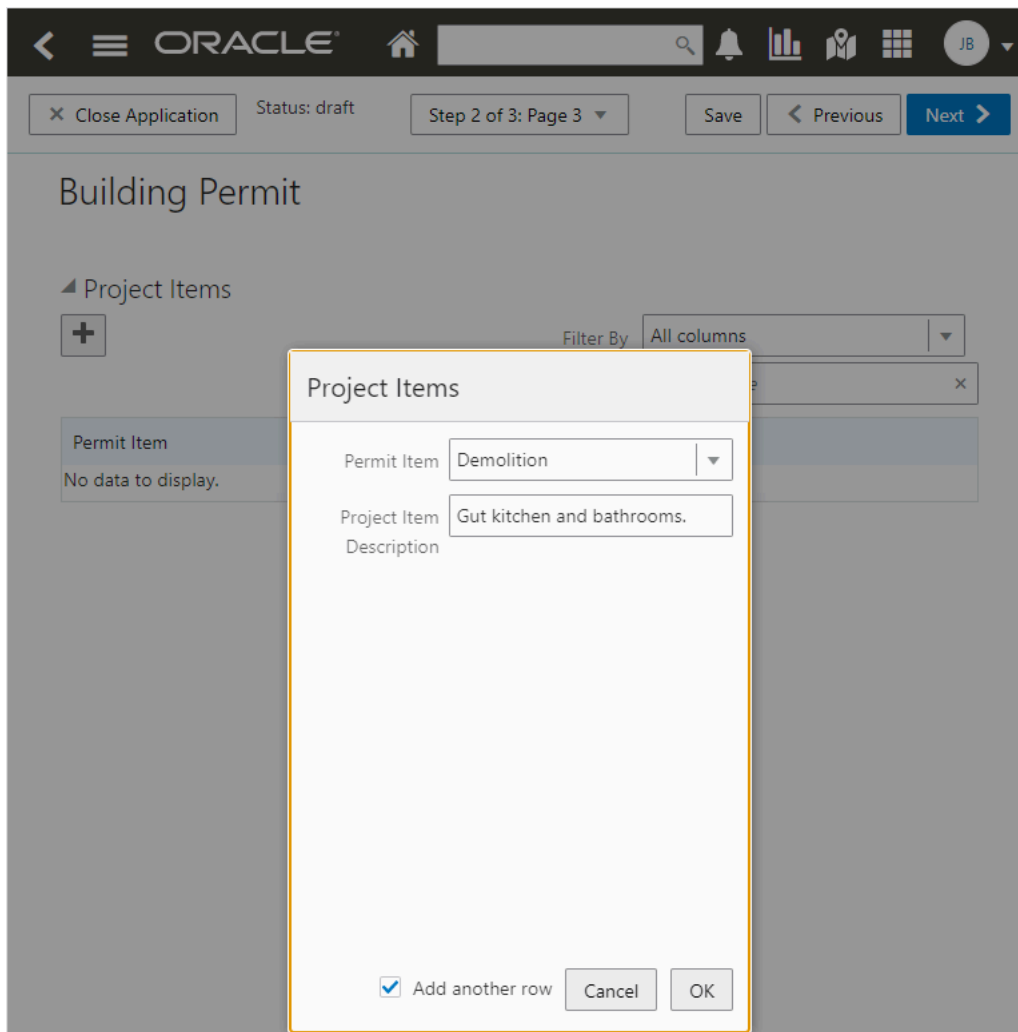 ORACLE
JB
Close Application
Status: draft
Step 2 of 3: Page 3
Save
Previous
Next
Building Permit
Project Items
Filter By
All columns
Project Items
Permit Item
No data to display.
Permit Item
Demolition
Project Item
Description
Gut kitchen and bathrooms.
Add another row
Cancel
OK